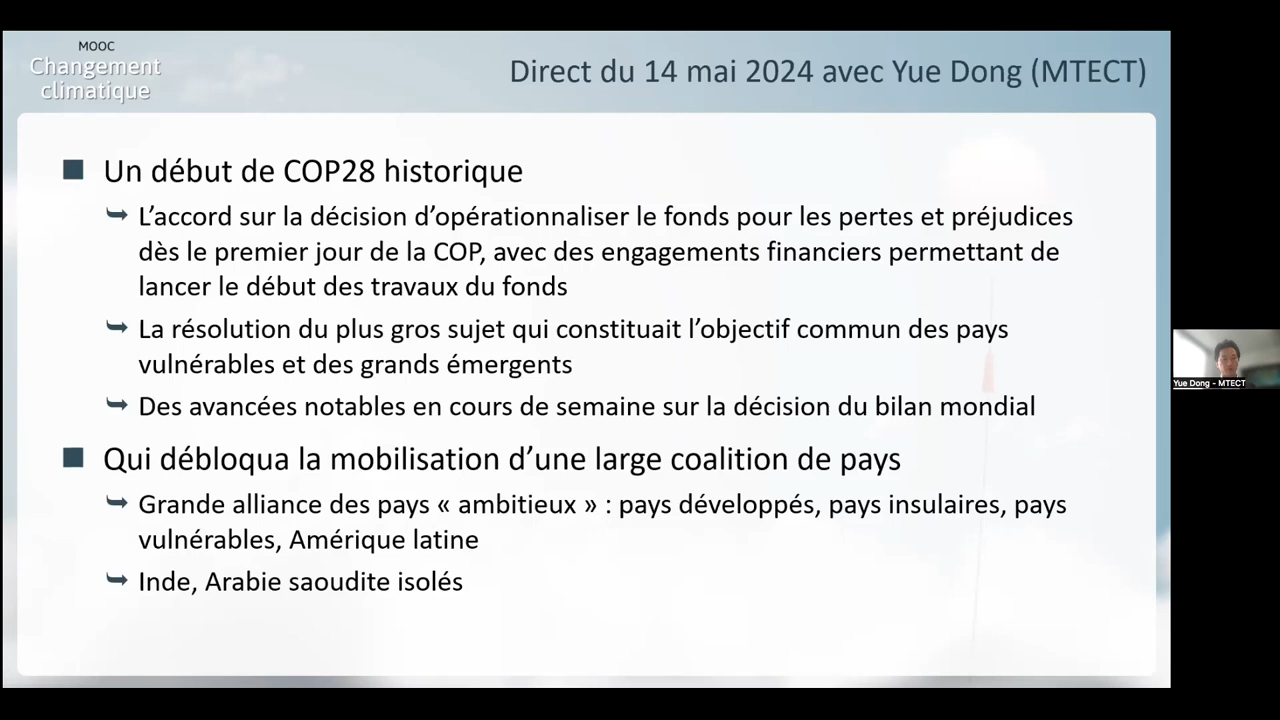 MOOC
Changement
climatique
Direct du 14 mai 2024 avec Yue Dong (MTECT)
Un début de COP28 historique
L’accord sur la décision d’opérationnaliser le fonds pour les pertes et préjudices
dès le premier jour de la COP, avec des engagements financiers permettant de
lancer le début des travaux du fonds
La résolution du plus gros sujet qui constituait l’objectif commun des pays
vulnérables et des grands émergents
Des avancées notables en cours de semaine sur la décision du bilan mondial
Qui débloqua la mobilisation d’une large coalition de pays
Grande alliance des pays « ambitieux » : pays développés, pays insulaires, pays
vulnérables, Amérique latine
Inde, Arabie saoudite isolés
Yue Dong - MTECT